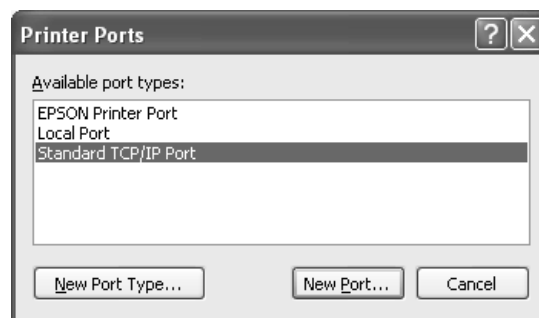 Printer Ports
Available port types:
EPSON Printer Port
Local Port
Standard TCP/IP Port
New Port Type... New Port... Cancel